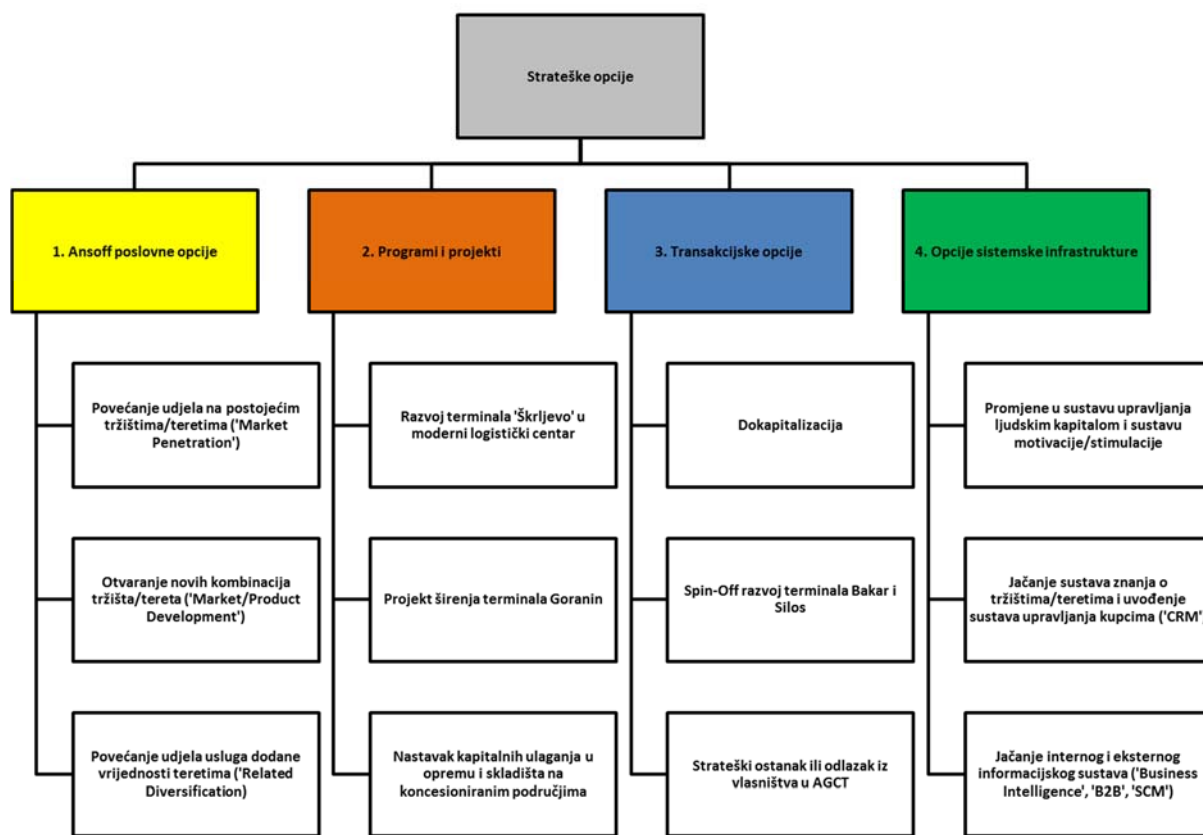 Strateške opcije
1. Ansoff poslovne opcije
2. Programi i projekti
3. Transakcijske opcije
4. Opcije sistemske infrastrukture
Povećanje udjela na postojećim
tržištima/teretima ('Market
Penetration')
Razvoj terminala 'Škrljevo' u
moderni logistički centar
Dokapitalizacija
Promjene u sustavu upravljanja
ljudskim kapitalom i sustavu
motivacije/stimulacije
Otvaranje novih kombinacija
tržišta/tereta ('Market/Product
Development')
Projekt širenja terminala Goranin
Spin-Off razvoj terminala Bakar i
Silos
Jačanje sustava znanja o
tržištima/teretima i uvođenje
sustava upravljanja kupcima ('CRM'
Povećanje udjela usluga dodane
vrijednosti teretima ('Related
Diversification)
Nastavak kapitalnih ulaganja u
opremu i skladišta na
koncesioniranim područjima
Strateški ostanak ili odlazak iz
vlasništva u AGCT
Jačanje internog i eksternog
informacijskog sustava ('Business
Intelligence', 'B2B', 'SCM')